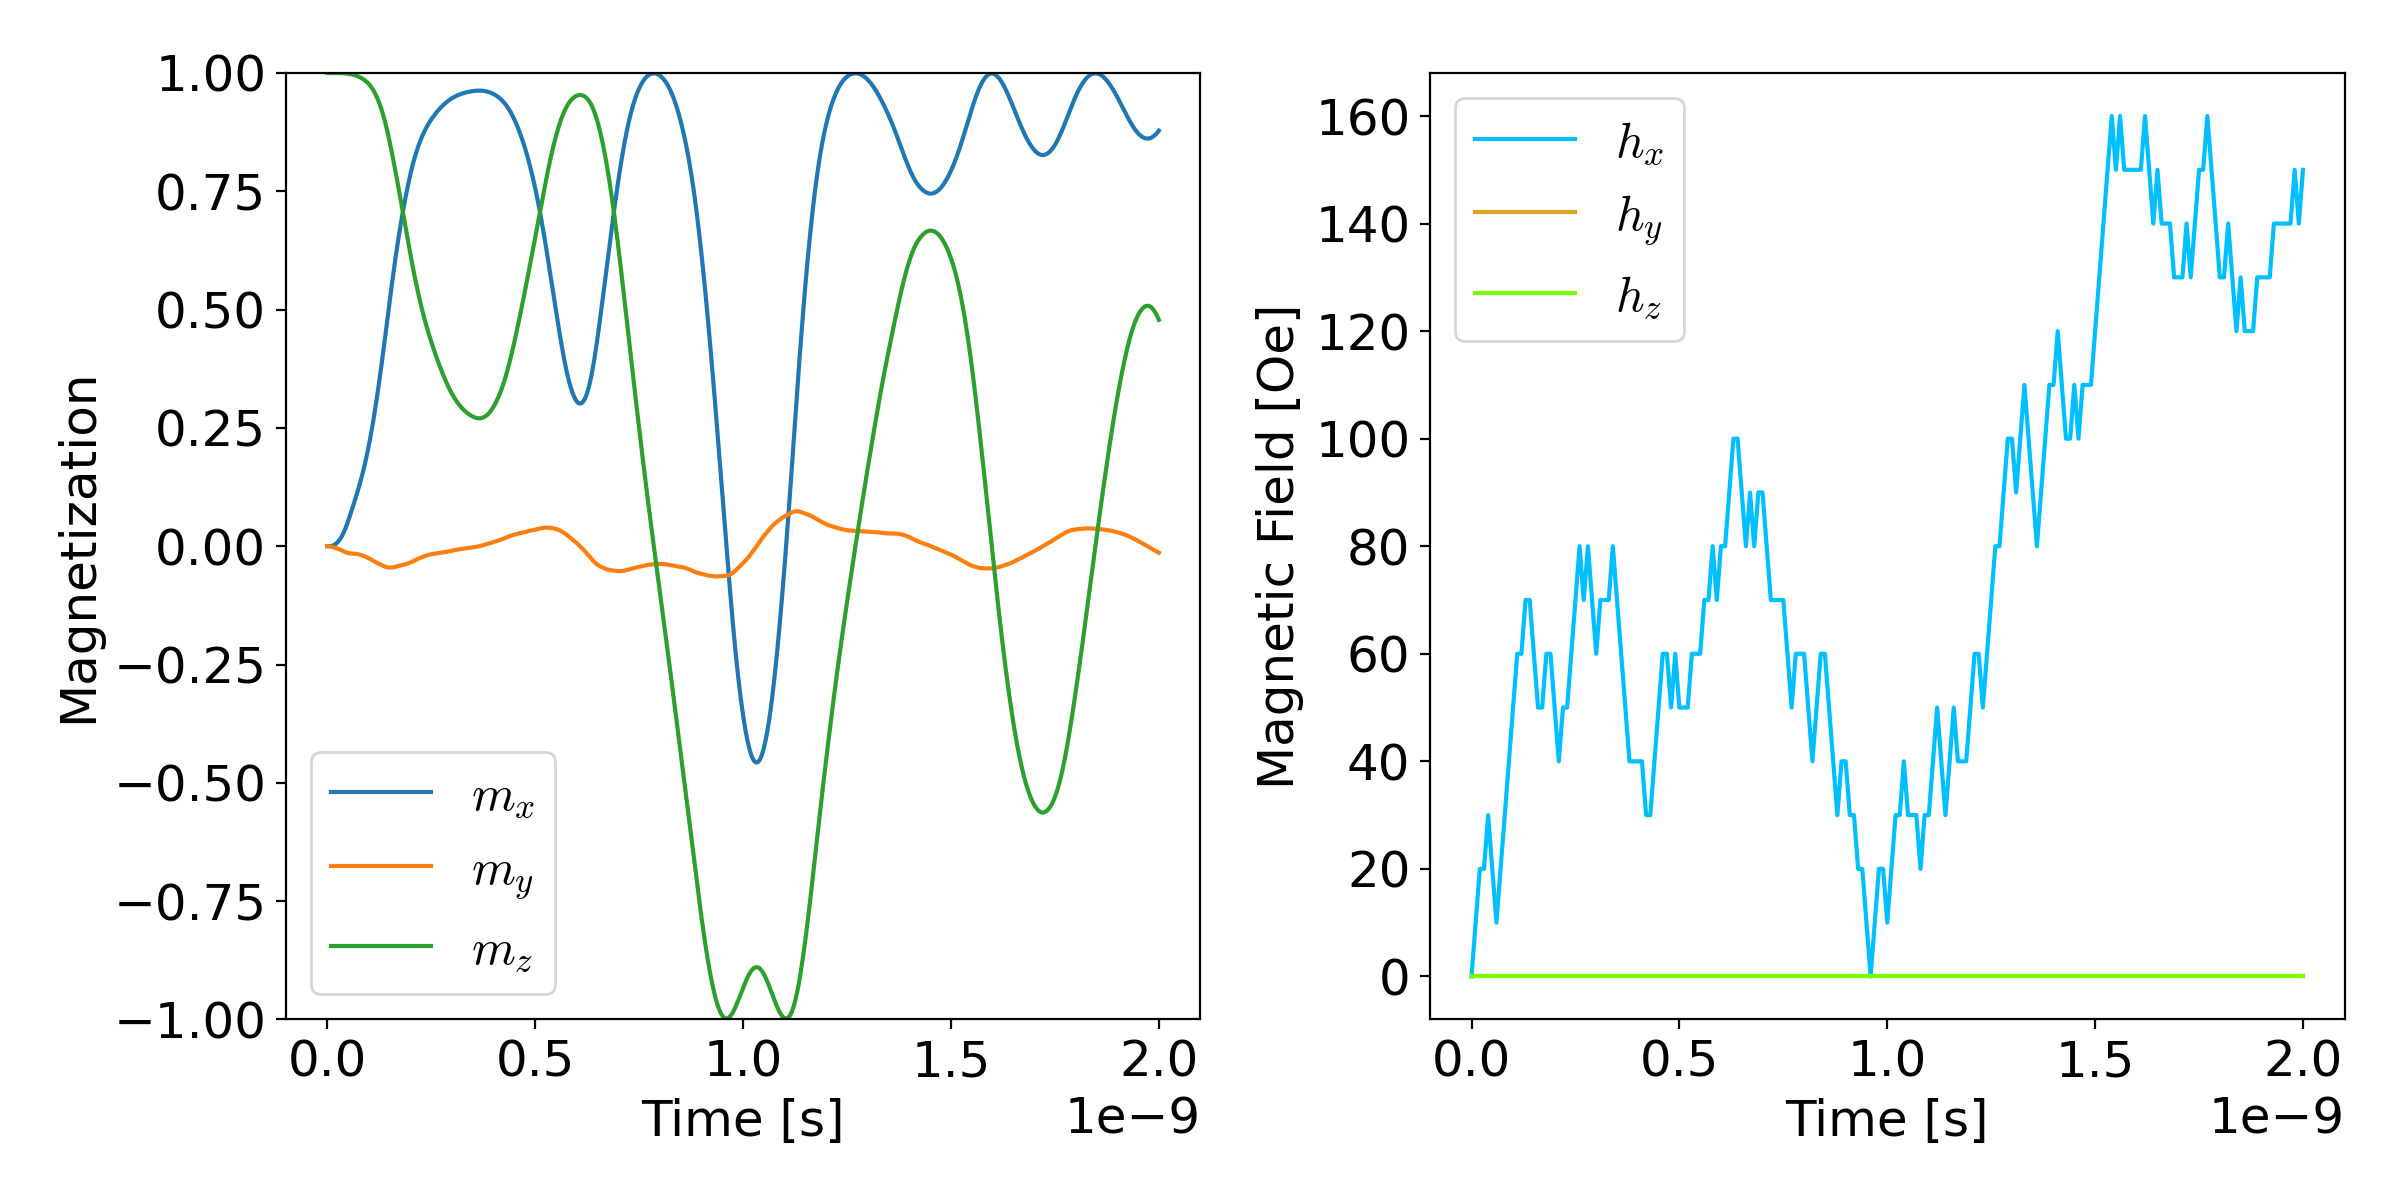 Magnetization
1.00
0.75
0.50
0.25
0.00
−0.25
−0.50
−0.75
−1.00
m_x
m_y
m_z
0.0 0.5 1.0 1.5 2.0
Time [s]
1e−9
Magnetic Field [Oe]
160
140
120
100
80
60
40
20
0
h_x
h_y
h_z
0.0 0.5 1.0 1.5 2.0
Time [s]
1e−9